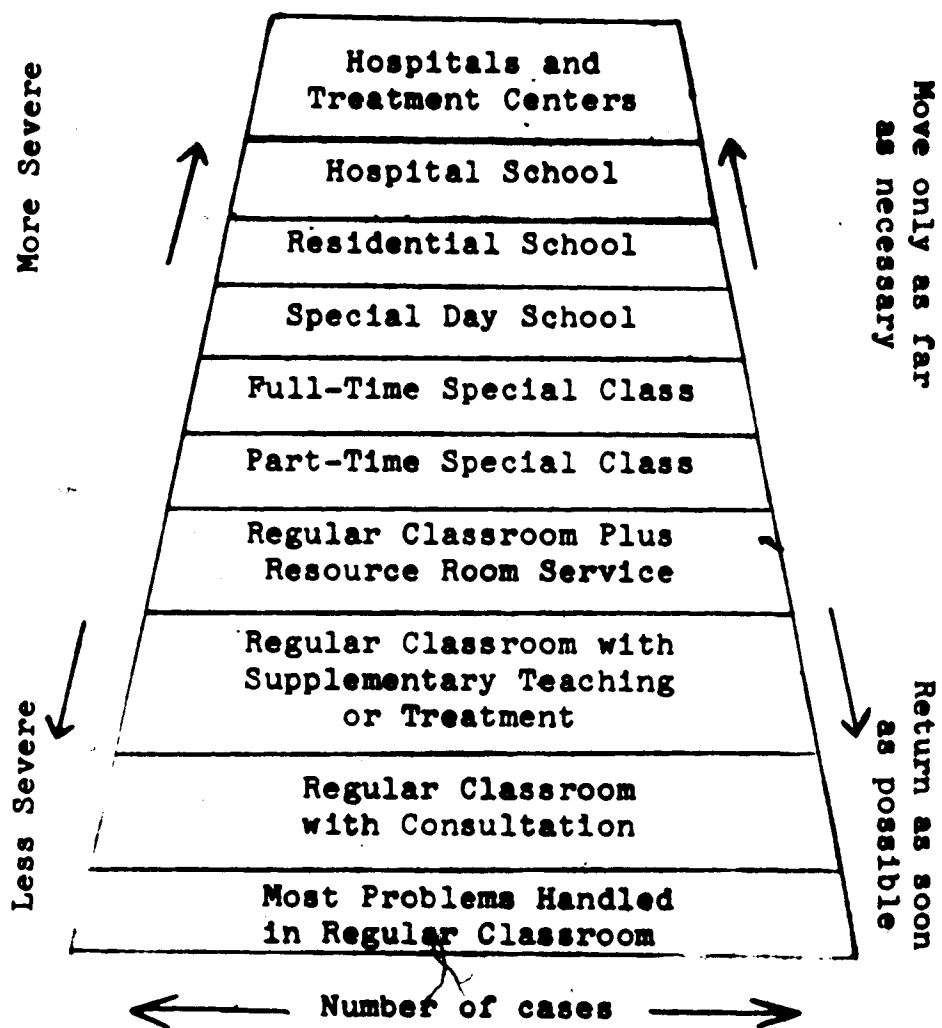 Hospitals and
Treatment Centers
Hospital School
Residential School
Special Day School
Full-Time Special Class
Part-Time Special Class
Regular Classroom Plus
Resource Room Service
Regular Classroom with
Supplementary Teaching
or Treatment
Regular Classroom
with Consultation
Most Problems Handled
in Regular Classroom
Number of cases
More Severe
Less Severe
Move only as far
as necessary
Return as soon
as possible